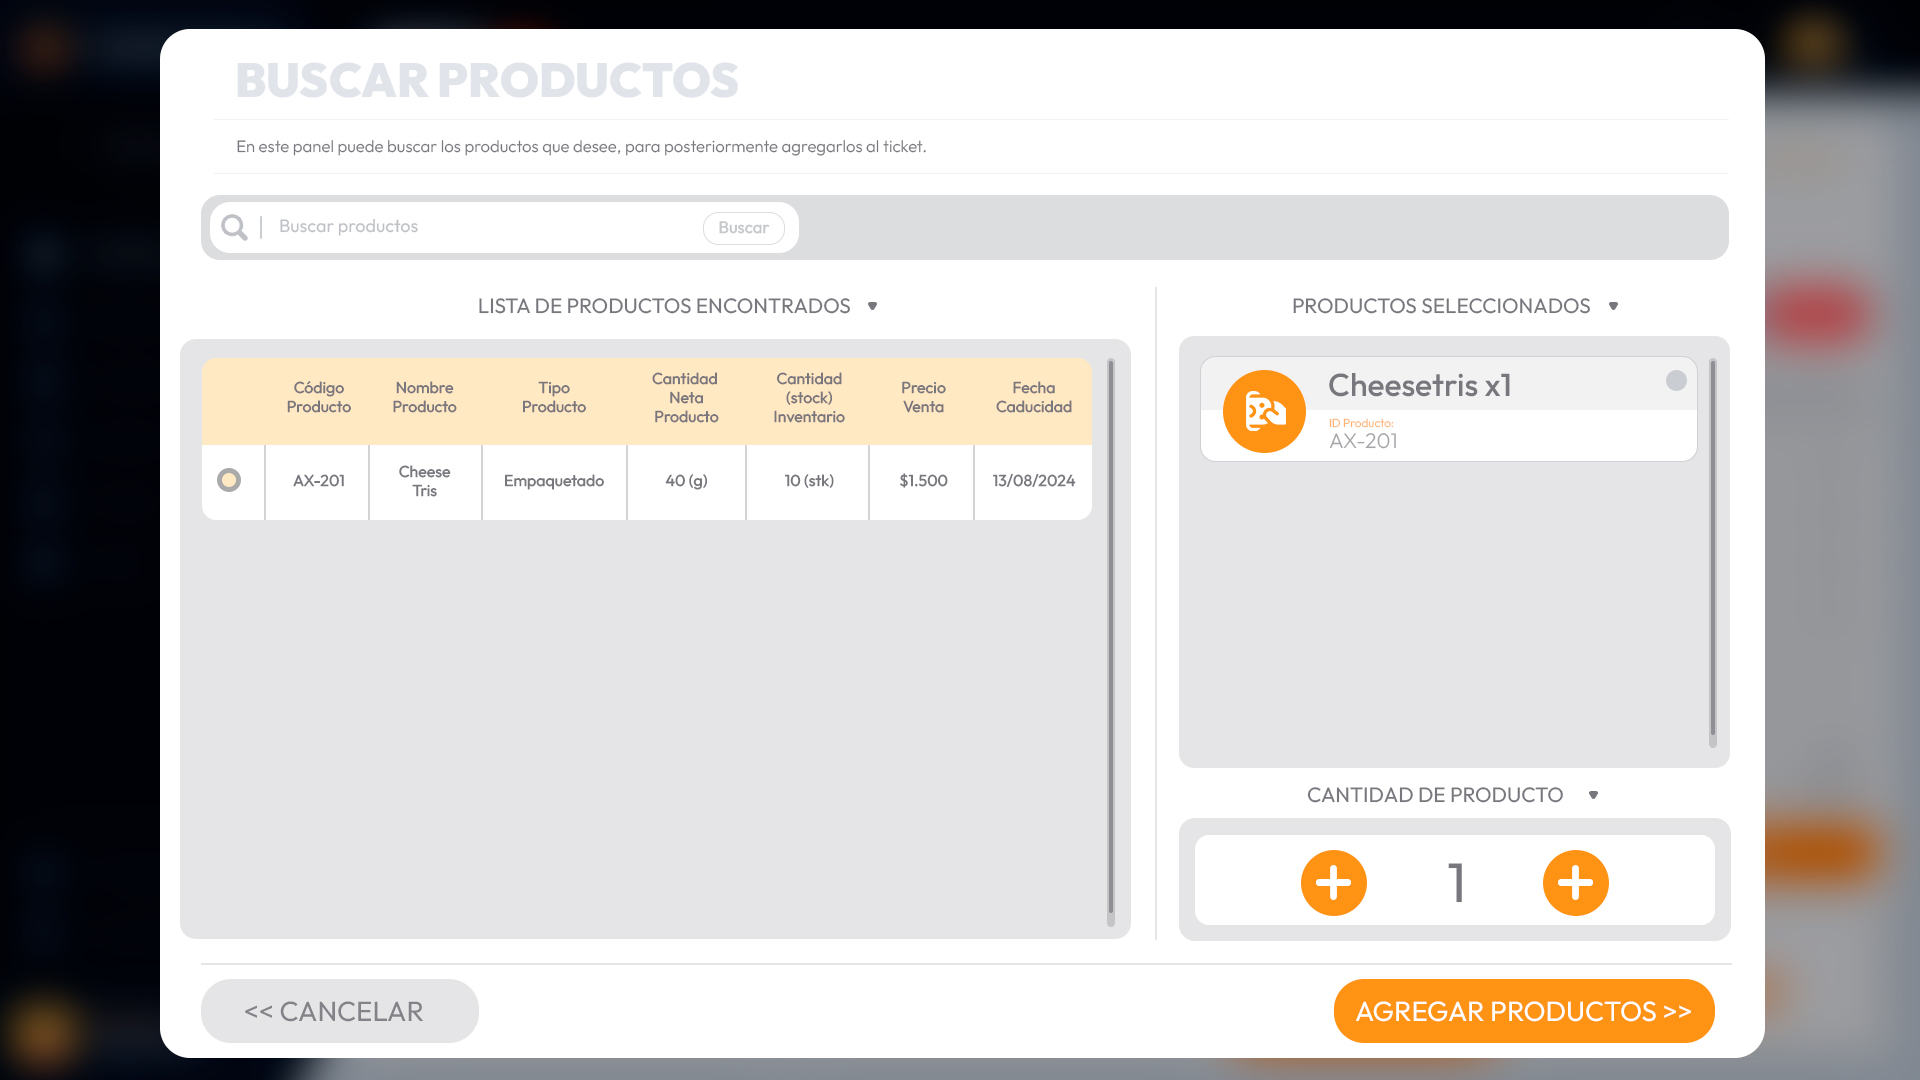 BUSCAR PRODUCTOS
En este panel puede buscar los productos que desee, para posteriormente agregarlos al ticket.
Buscar productos
Buscar
LISTA DE PRODUCTOS ENCONTRADOS
Código Producto
Nombre Producto
Tipo Producto
Cantidad Neta Producto
Cantidad (stock) Inventario
Precio Venta
Fecha Caducidad
AX-201
Cheese Tris
Empaquetado
40 (g)
10 (stk)
$1.500
13/08/2024
PRODUCTOS SELECCIONADOS
Cheesetris x1
ID Producto:
AX-201
CANTIDAD DE PRODUCTO
1
<< CANCELAR
AGREGAR PRODUCTOS >>